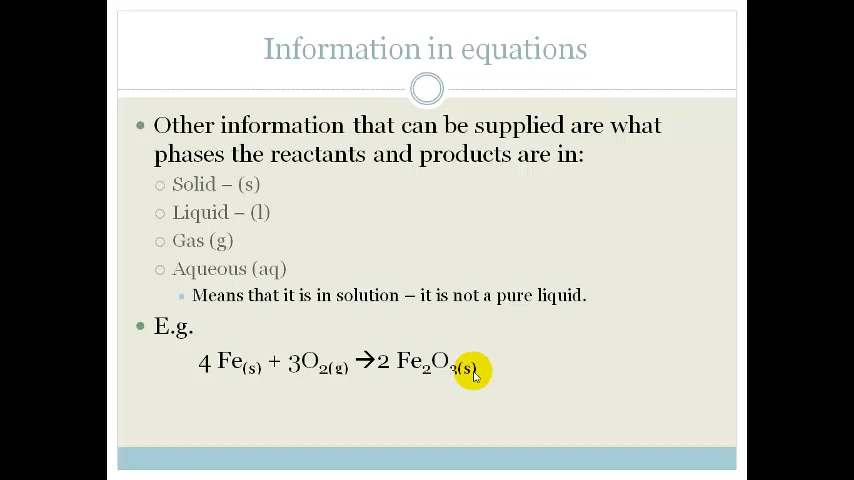 Information in equations
• Other information that can be supplied are what
phases the reactants and products are in:
○ Solid – (s)
○ Liquid – (l)
○ Gas (g)
○ Aqueous (aq)
▪ Means that it is in solution – it is not a pure liquid.
• E.g.
4 Fe(s) + 3O2(g) →2 Fe2O3(s)